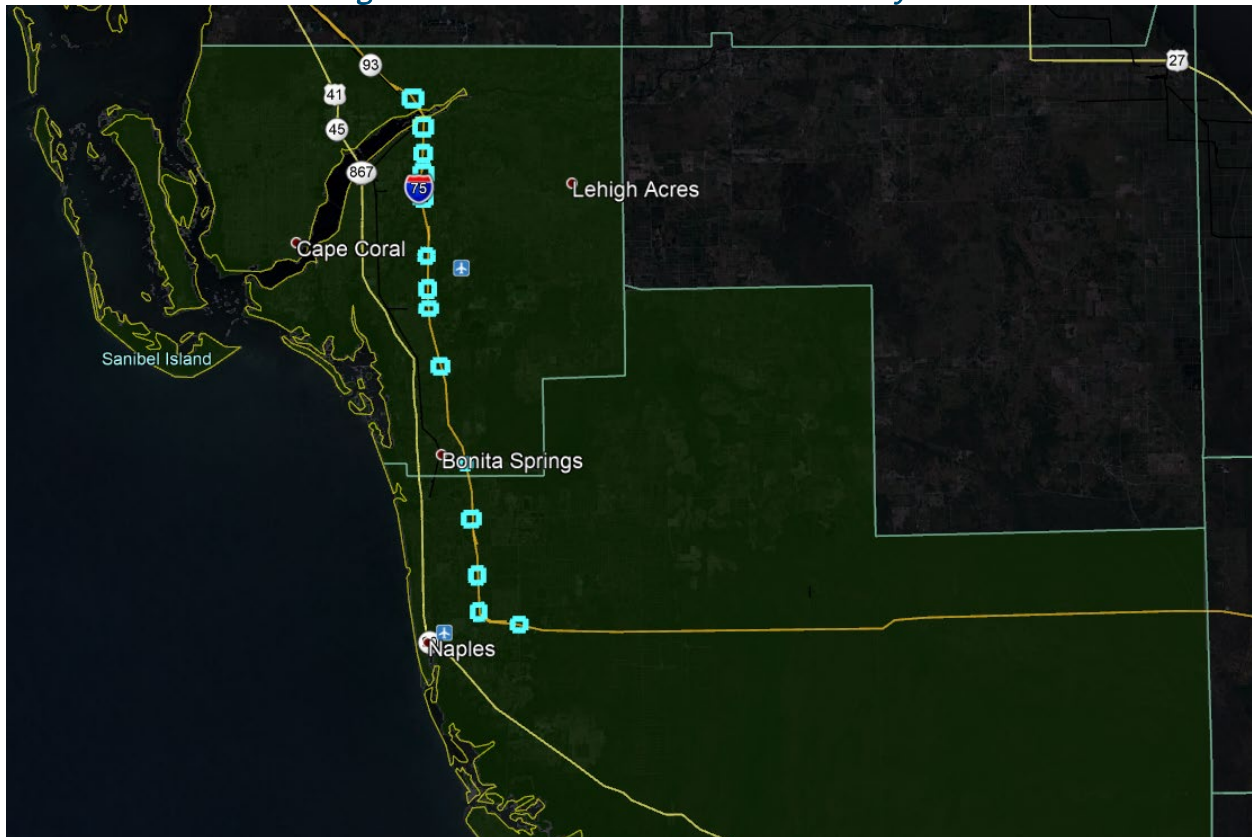 93
27
41
45
867
75
Lehigh Acres
Cape Coral
Sanibel Island
Bonita Springs
Naples